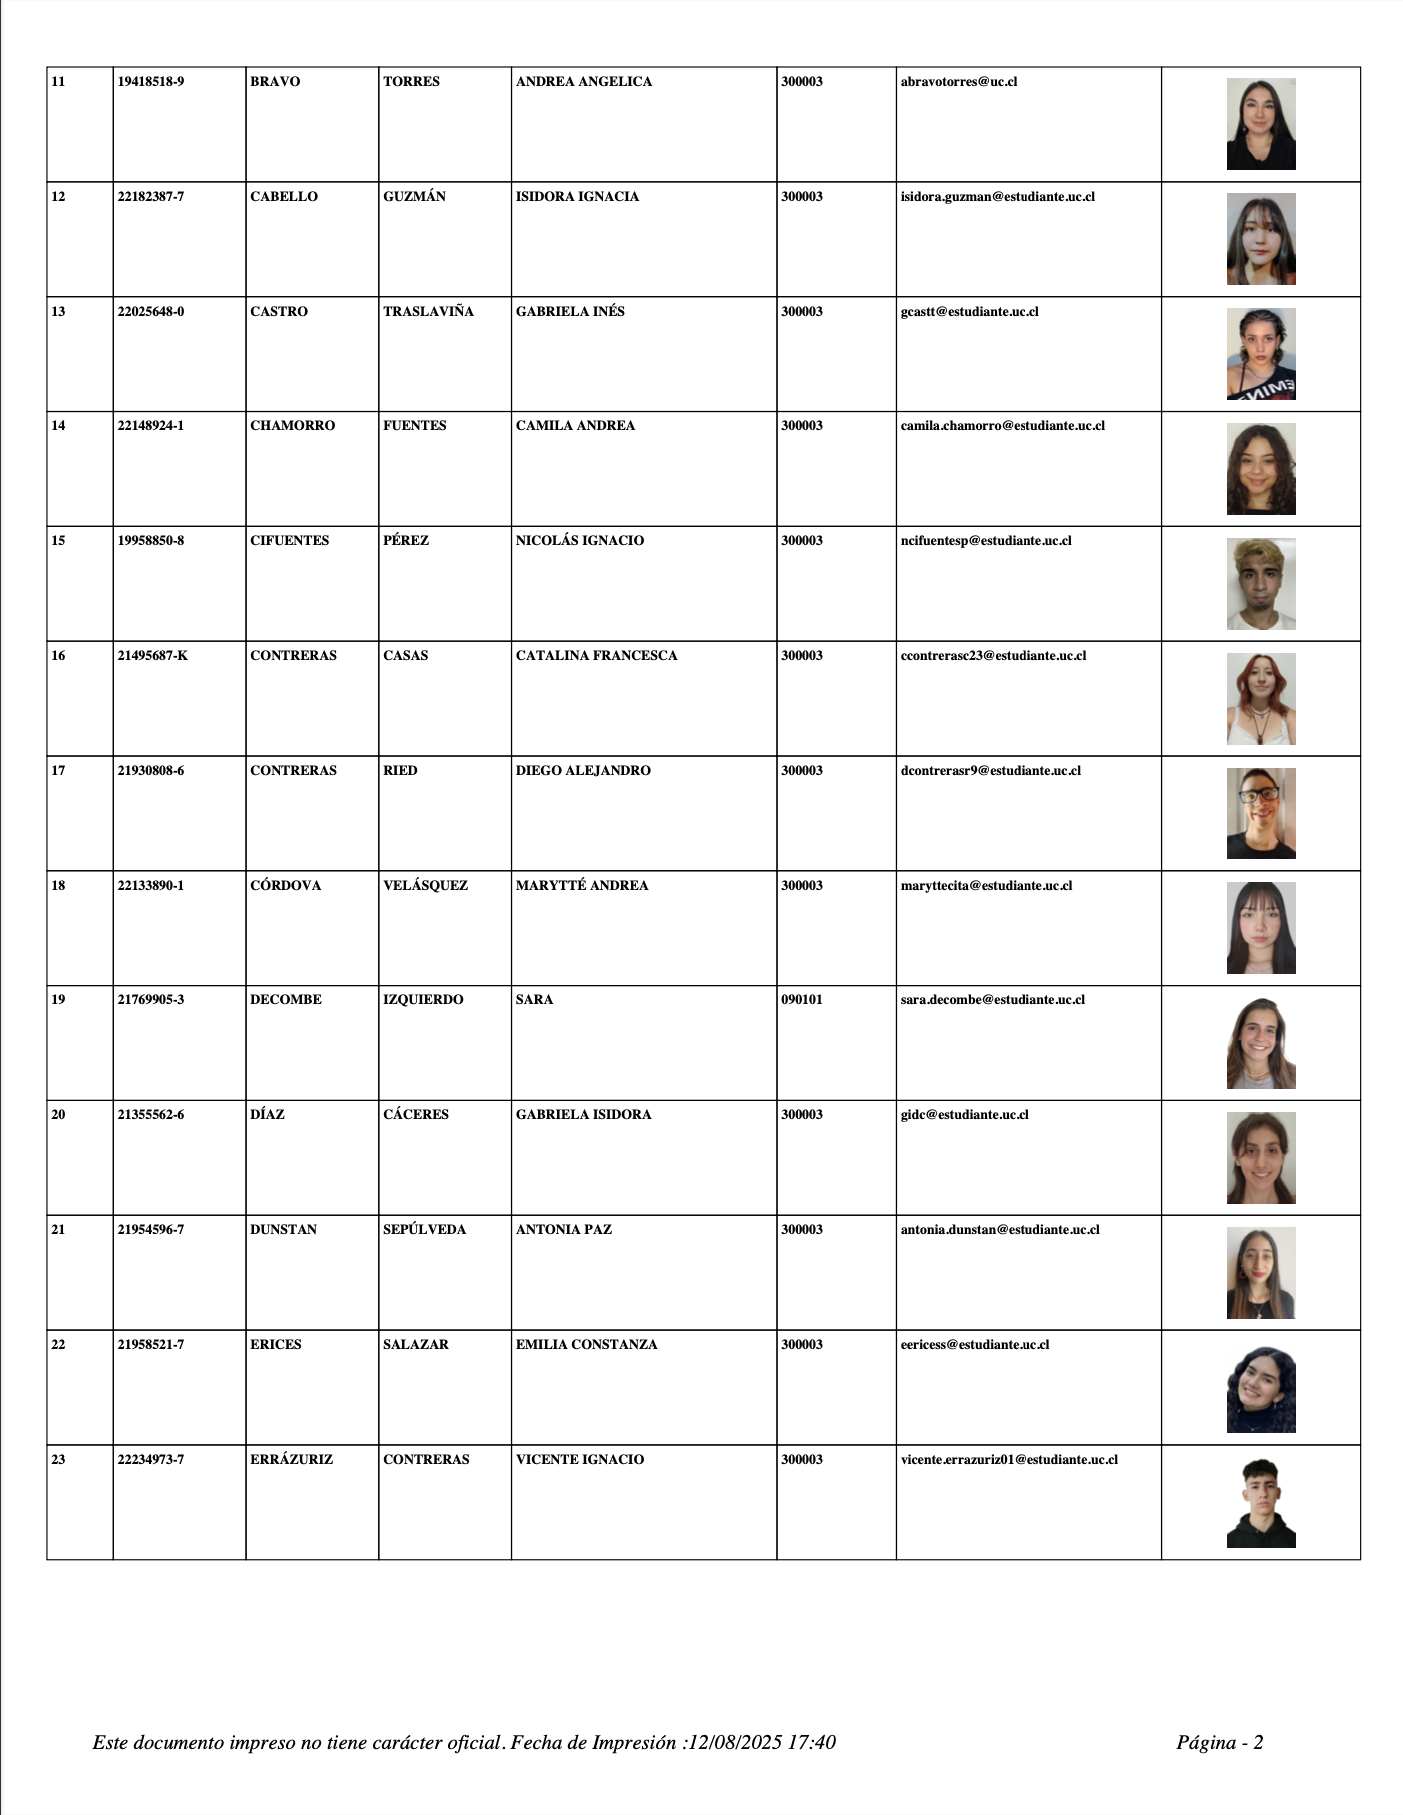 11 19418518-9 BRAVO TORRES ANDREA ANGELICA 300003 abravotorres@uc.cl
12 22182387-7 CABELLO GUZMÁN ISIDORA IGNACIA 300003 isidora.guzman@estudiante.uc.cl
13 22025648-0 CASTRO TRASLAVIÑA GABRIELA INÉS 300003 gcastt@estudiante.uc.cl
14 22148924-1 CHAMORRO FUENTES CAMILA ANDREA 300003 camila.chamorro@estudiante.uc.cl
15 19958850-8 CIFUENTES PÉREZ NICOLÁS IGNACIO 300003 ncifuentesp@estudiante.uc.cl
16 21495687-K CONTRERAS CASAS CATALINA FRANCESCA 300003 ccontrerasc23@estudiante.uc.cl
17 21930808-6 CONTRERAS RIED DIEGO ALEJANDRO 300003 dcontrerasr9@estudiante.uc.cl
18 22133890-1 CÓRDOVA VELÁSQUEZ MARYTTÉ ANDREA 300003 maryttecita@estudiante.uc.cl
19 21769905-3 DECOMBE IZQUIERDO SARA 090101 sara.decombe@estudiante.uc.cl
20 21355562-6 DÍAZ CÁCERES GABRIELA ISIDORA 300003 gidc@estudiante.uc.cl
21 21954596-7 DUNSTAN SEPÚLVEDA ANTONIA PAZ 300003 antonia.dunstan@estudiante.uc.cl
22 21958521-7 ERICES SALAZAR EMILIA CONSTANZA 300003 eericess@estudiante.uc.cl
23 22234973-7 ERRÁZURIZ CONTRERAS VICENTE IGNACIO 300003 vicente.errazuriz01@estudiante.uc.cl
Este documento impreso no tiene carácter oficial. Fecha de Impresión :12/08/2025 17:40 Página - 2